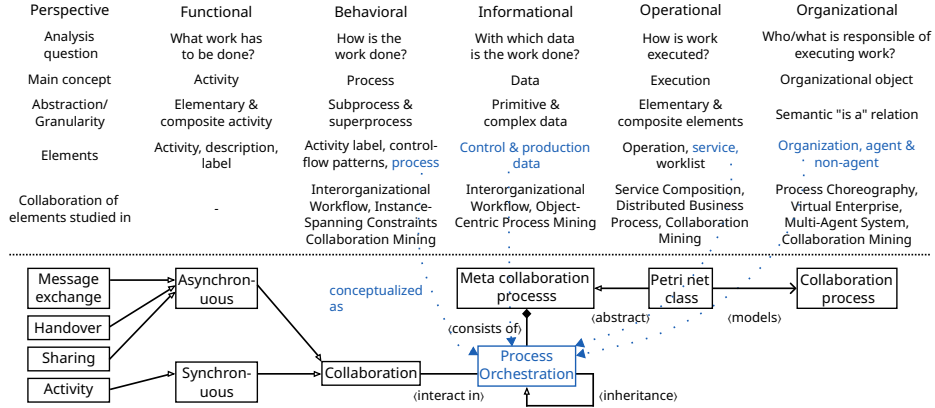 Perspective Functional Behavioral Informational Operational Organizational
Analysis question
What work has to be done?
How is the work done?
With which data is the work done?
How is work executed?
Who/what is responsible of executing work?
Main concept Activity Process Data Execution Organizational object
Abstraction/ Granularity
Elementary & composite activity
Subprocess & superprocess
Primitive & complex data
Elementary & composite elements
Semantic "is a" relation
Elements
Activity, description, label
Activity label, control-flow patterns, process
Control & production data
Operation, service, worklist
Organization, agent & non-agent
Collaboration of elements studied in
-
Interorganizational Workflow, Instance-Spanning Constraints Collaboration Mining
Interorganizational Workflow, Object-Centric Process Mining
Service Composition, Distributed Business Process, Collaboration Mining
Process Choreography, Virtual Enterprise, Multi-Agent System, Collaboration Mining
Message exchange
Asynchron-uous
conceptualized as
Meta collaboration processs
Petri net class
Collaboration process
Handover
⟨consists of⟩
⟨abstract⟩
⟨models⟩
Sharing
Process Orchestration
Activity
Synchron-uous
Collaboration
⟨interact in⟩
⟨inheritance⟩